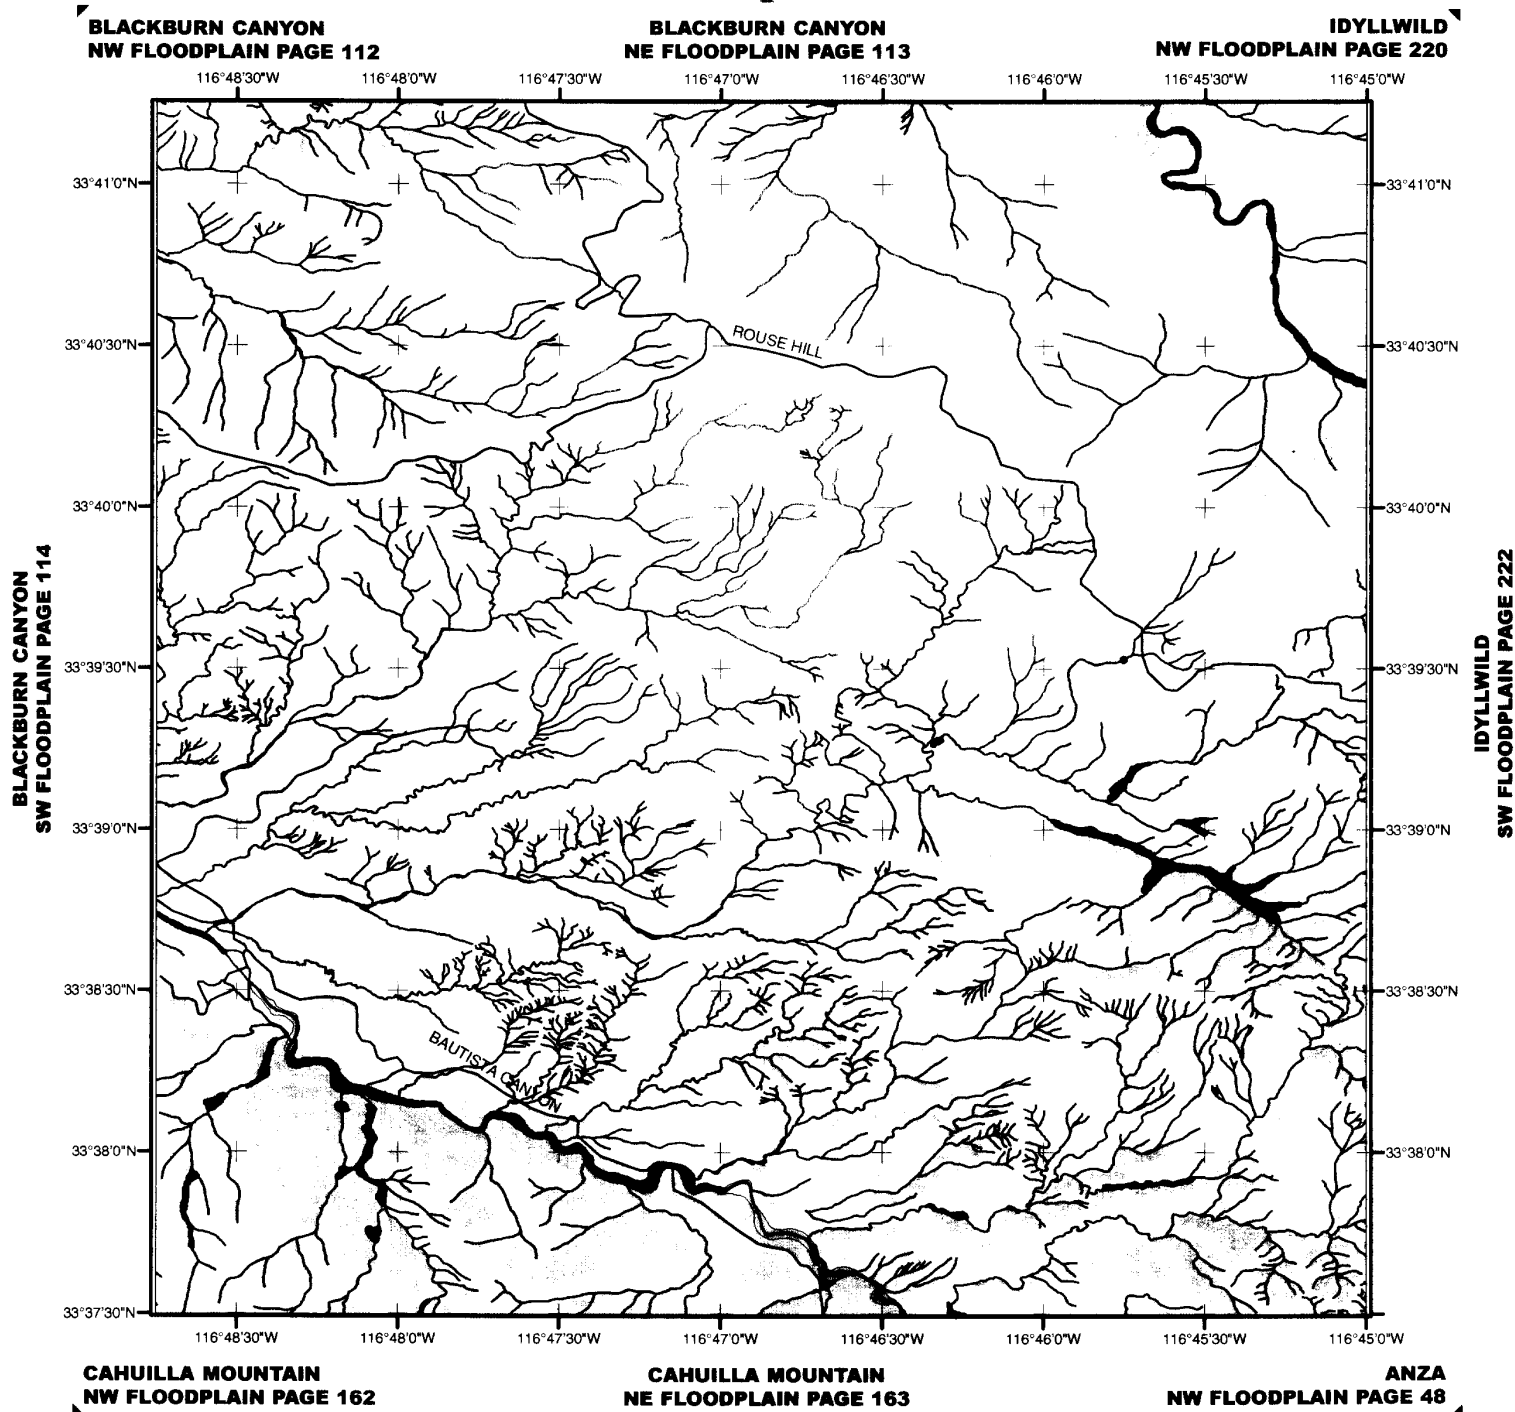 BLACKBURN CANYON
NW FLOODPLAIN PAGE 112
BLACKBURN CANYON
NE FLOODPLAIN PAGE 113
IDYLLWILD
NW FLOODPLAIN PAGE 220
116°48'30"W 116°48'0"W 116°47'30"W 116°47'0"W 116°46'30"W 116°46'0"W 116°45'30"W 116°45'0"W
33°41'0"N 33°41'0"N
ROUSE HILL
33°40'30"N 33°40'30"N
33°40'0"N 33°40'0"N
BLACKBURN CANYON
SW FLOODPLAIN PAGE 114
IDYLLWILD
SW FLOODPLAIN PAGE 222
33°39'30"N 33°39'30"N
33°39'0"N 33°39'0"N
33°38'30"N 33°38'30"N
BAUTISTA CANYON
33°38'0"N 33°38'0"N
33°37'30"N
116°48'30"W 116°48'0"W 116°47'30"W 116°47'0"W 116°46'30"W 116°46'0"W 116°45'30"W 116°45'0"W
CAHUILLA MOUNTAIN
NW FLOODPLAIN PAGE 162
CAHUILLA MOUNTAIN
NE FLOODPLAIN PAGE 163
ANZA
NW FLOODPLAIN PAGE 48